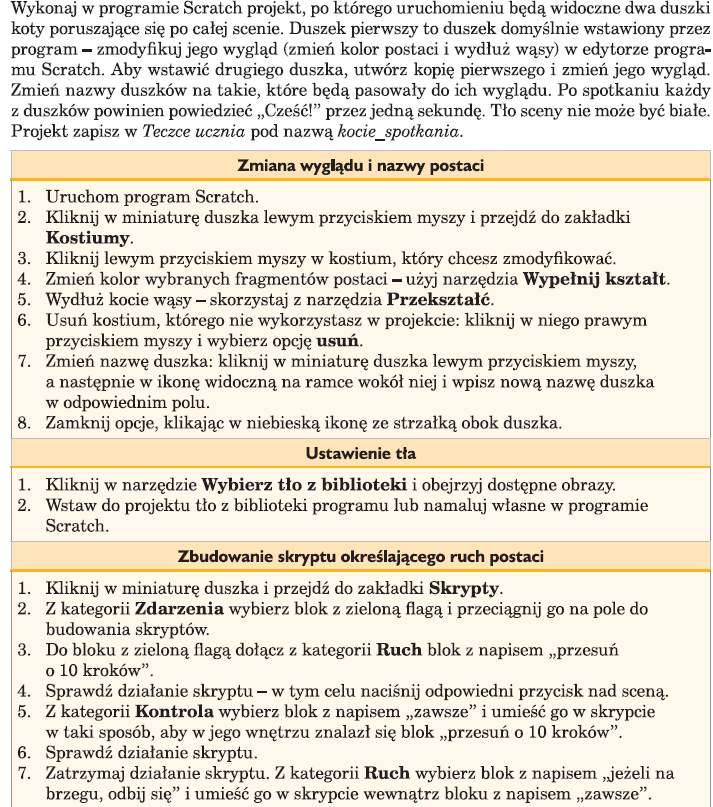 Wykonaj w programie Scratch projekt, po którego uruchomieniu będą widoczne dwa duszki
koty poruszające się po całej scenie. Duszek pierwszy to duszek domyślnie wstawiony przez
program – zmodyfikuj jego wygląd (zmień kolor postaci i wydłuż wąsy) w edytorze progra-
mu Scratch. Aby wstawić drugiego duszka, utwórz kopię pierwszego i zmień jego wygląd.
Zmień nazwy duszków na takie, które będą pasowały do ich wyglądu. Po spotkaniu każdy
z duszków powinien powiedzieć „Cześć!” przez jedną sekundę. Tło sceny nie może być białe.
Projekt zapisz w Teczce ucznia pod nazwą kocie_spotkania.
Zmiana wyglądu i nazwy postaci
1. Uruchom program Scratch.
2. Kliknij w miniaturę duszka lewym przyciskiem myszy i przejdź do zakładki
Kostiumy.
3. Kliknij lewym przyciskiem myszy w kostium, który chcesz zmodyfikować.
4. Zmień kolor wybranych fragmentów postaci – użyj narzędzia Wypełnij kształt.
5. Wydłuż kocie wąsy – skorzystaj z narzędzia Przekształć.
6. Usuń kostium, którego nie wykorzystasz w projekcie: kliknij w niego prawym
przyciskiem myszy i wybierz opcję usuń.
7. Zmień nazwę duszka: kliknij w miniaturę duszka lewym przyciskiem myszy,
a następnie w ikonę widoczną na ramce wokół niej i wpisz nową nazwę duszka
w odpowiednim polu.
8. Zamknij opcje, klikając w niebieską ikonę ze strzałką obok duszka.
Ustawienie tła
1. Kliknij w narzędzie Wybierz tło z biblioteki i obejrzyj dostępne obrazy.
2. Wstaw do projektu tło z biblioteki programu lub namaluj własne w programie
Scratch.
Zbudowanie skryptu określającego ruch postaci
1. Kliknij w miniaturę duszka i przejdź do zakładki Skrypty.
2. Z kategorii Zdarzenia wybierz blok z zieloną flagą i przeciągnij go na pole do
budowania skryptów.
3. Do bloku z zieloną flagą dołącz z kategorii Ruch blok z napisem „przesuń
o 10 kroków”.
4. Sprawdź działanie skryptu – w tym celu naciśnij odpowiedni przycisk nad sceną.
5. Z kategorii Kontrola wybierz blok z napisem „zawsze” i umieść go w skrypcie
w taki sposób, aby w jego wnętrzu znalazł się blok „przesuń o 10 kroków”.
6. Sprawdź działanie skryptu.
7. Zatrzymaj działanie skryptu. Z kategorii Ruch wybierz blok z napisem „jeżeli na
brzegu, odbij się” i umieść go w skrypcie wewnątrz bloku z napisem „zawsze”.